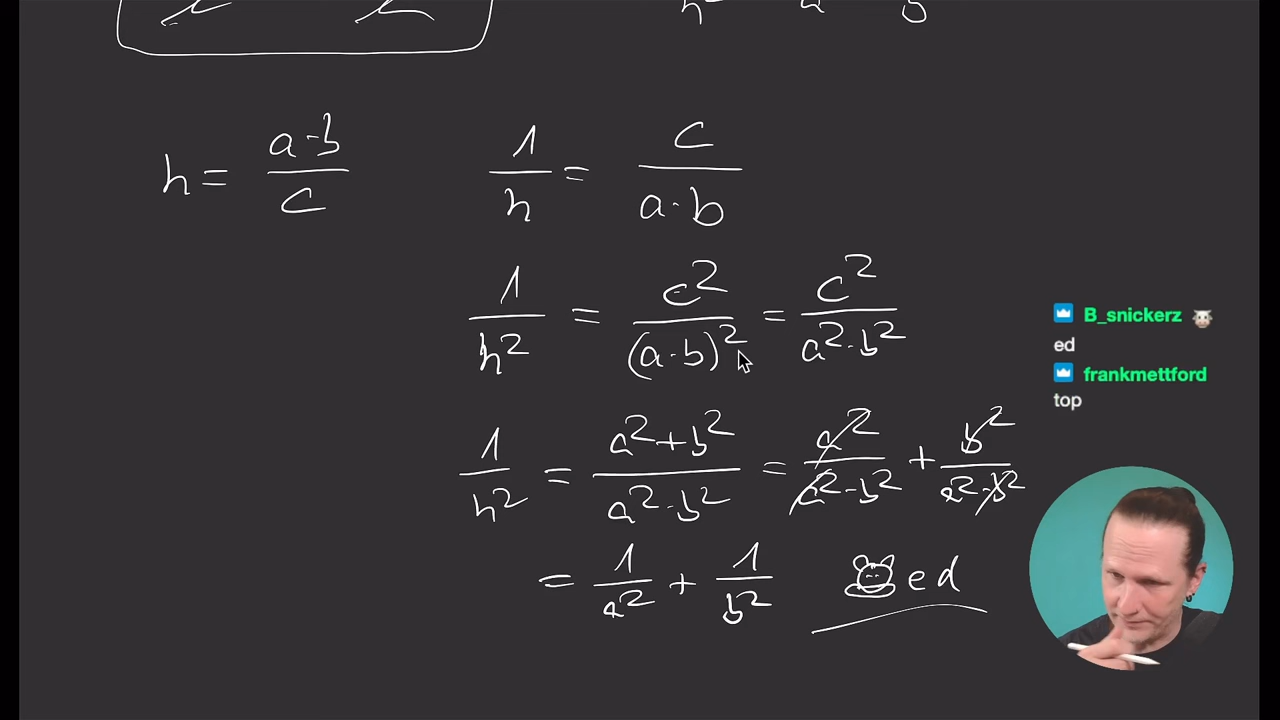 h² a b
h = a·b / c    1/h = c / a·b
1/h² = c² / (a·b)² = c² / a²·b²
1/h² = a²+b² / a²·b² = a² / a²·b² + b² / a²·b²
= 1/a² + 1/b²    ed
B_snickerz
ed
frankmettford
top